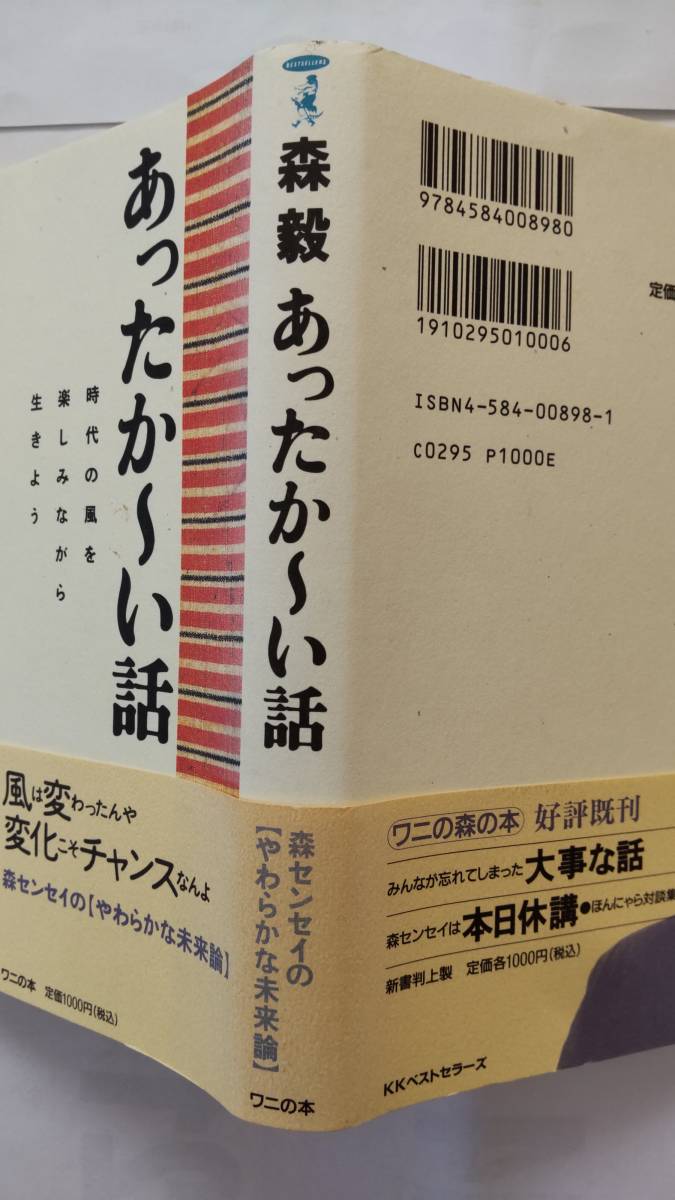 あったか〜い話
時代の風を
楽しみながら
生きよう
風は変わったんや
変化こそチャンスなんよ
森センセイの【やわらかな未来論】
ワニの本 定価1000円(税込)
BESTSELLERS
森毅 あったか〜い話
森センセイの
【やわらかな未来論】
ワニの本
9784584008980
1910295010006
定価
ISBN4-584-00898-1
C0295 P1000E
ワニの森の本 好評既刊
みんなが忘れてしまった大事な話
森センセイは本日休講●ほんにゃら対談集
新書判上製 定価各1000円(税込)
KKベストセラーズ